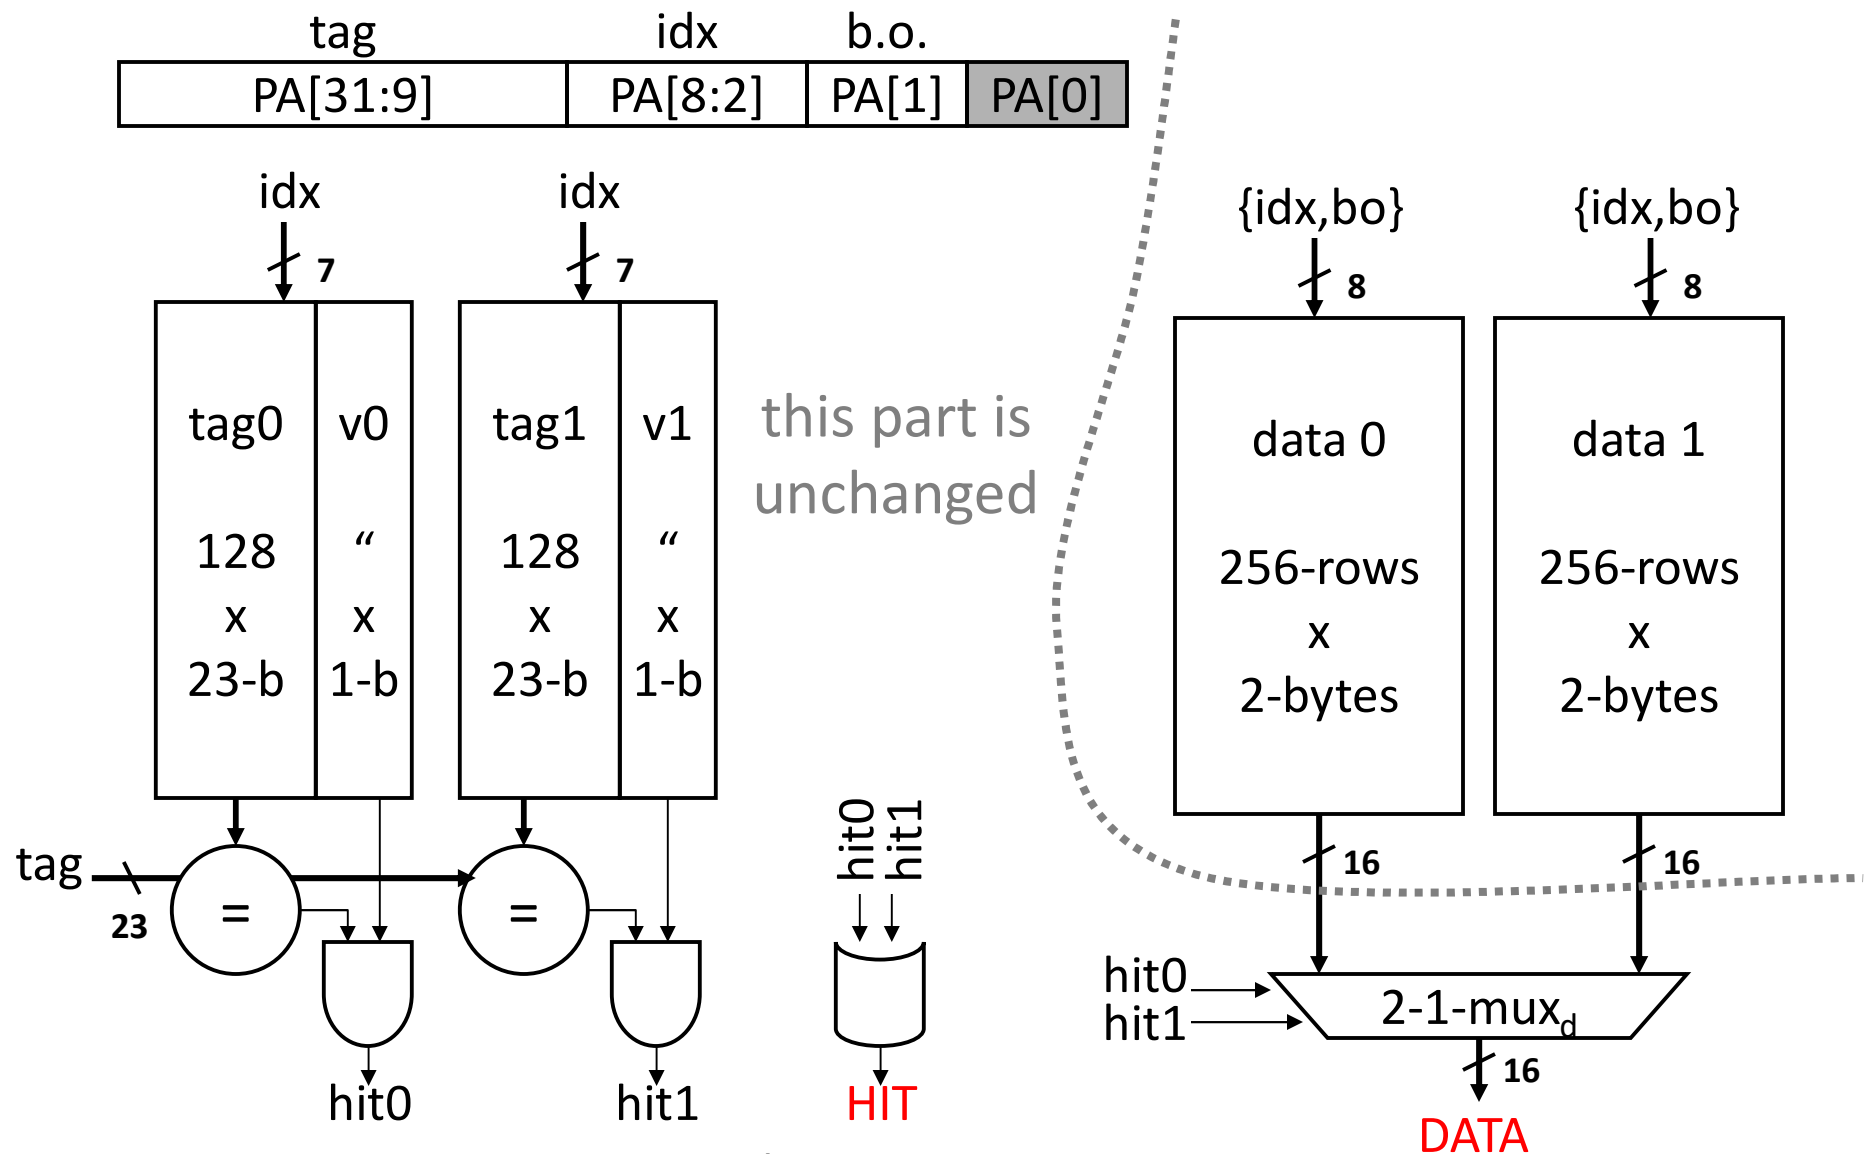 tag idx b.o.
PA[31:9] PA[8:2] PA[1] PA[0]
idx idx
7 7
tag0 v0 tag1 v1
128 “ 128 “
x x x x
23-b 1-b 23-b 1-b
this part is
unchanged
tag
23
= =
hit0 hit1
hit0 hit1
HIT
{idx,bo} {idx,bo}
8 8
data 0 data 1
256-rows 256-rows
x x
2-bytes 2-bytes
16 16
hit0
hit1
2-1-muxd
16
DATA